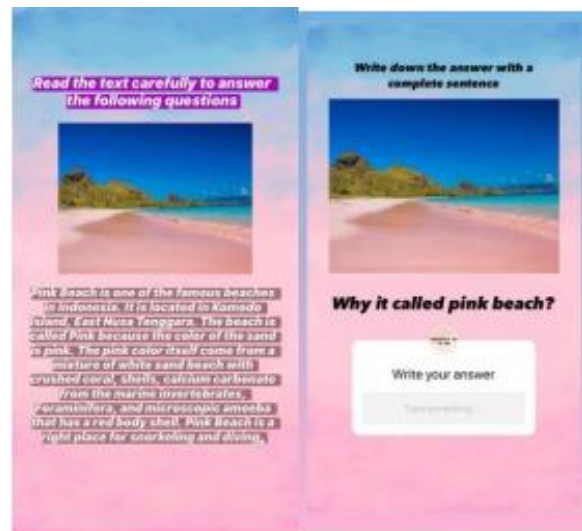 Read the text carefully to answer
the following questions
Pink Beach is one of the famous beaches
in Indonesia. It is located in Komodo
Island, East Nusa Tenggara. The beach is
called Pink because the color of the sand
is pink. The pink color itself come from a
mixture of white sand beach with
crushed coral, shells, calcium carbonate
from the marine invertebrates,
Foraminifera, and microscopic amoeba
that has a red body shell. Pink Beach is a
right place for snorkeling and diving.
Write down the answer with a
complete sentence
Why it called pink beach?
Write your answer
Type something...